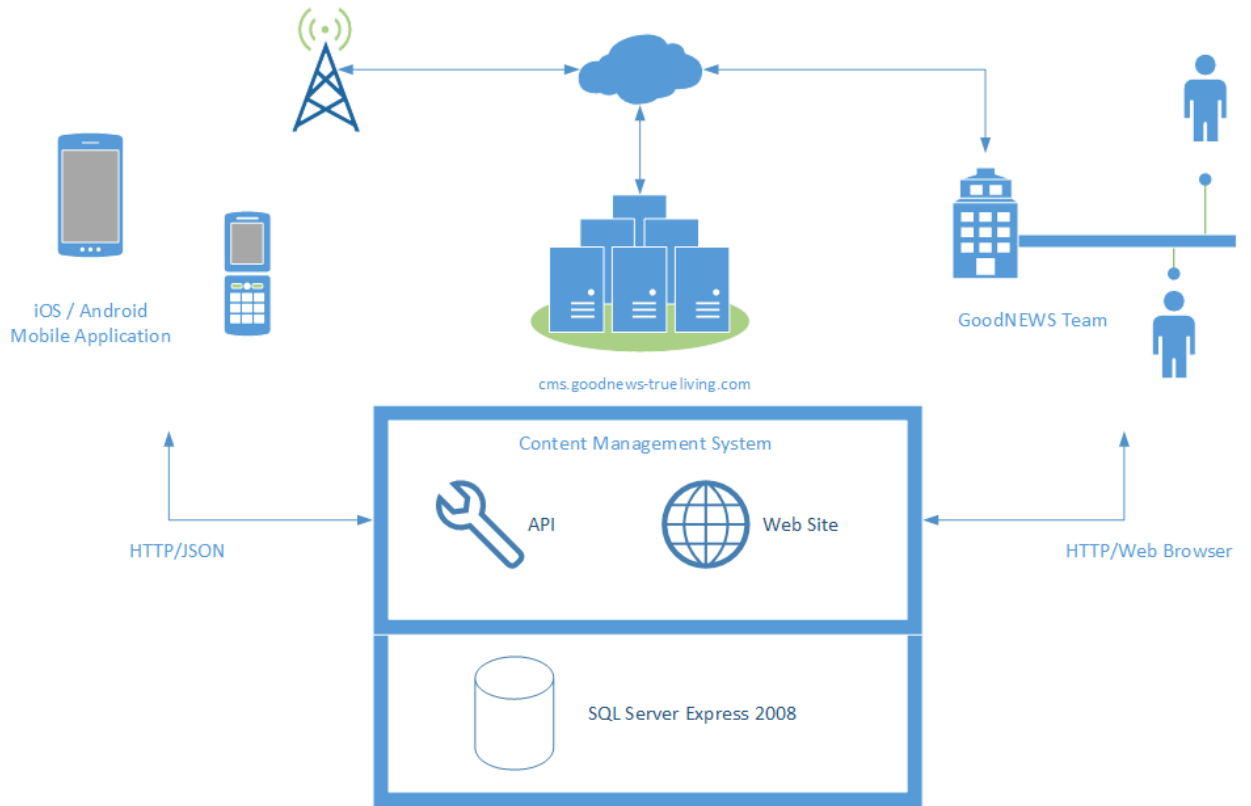 iOS / Android
Mobile Application
GoodNEWS Team
cms.goodnews-trueliving.com
Content Management System
API
Web Site
HTTP/JSON
HTTP/Web Browser
SQL Server Express 2008